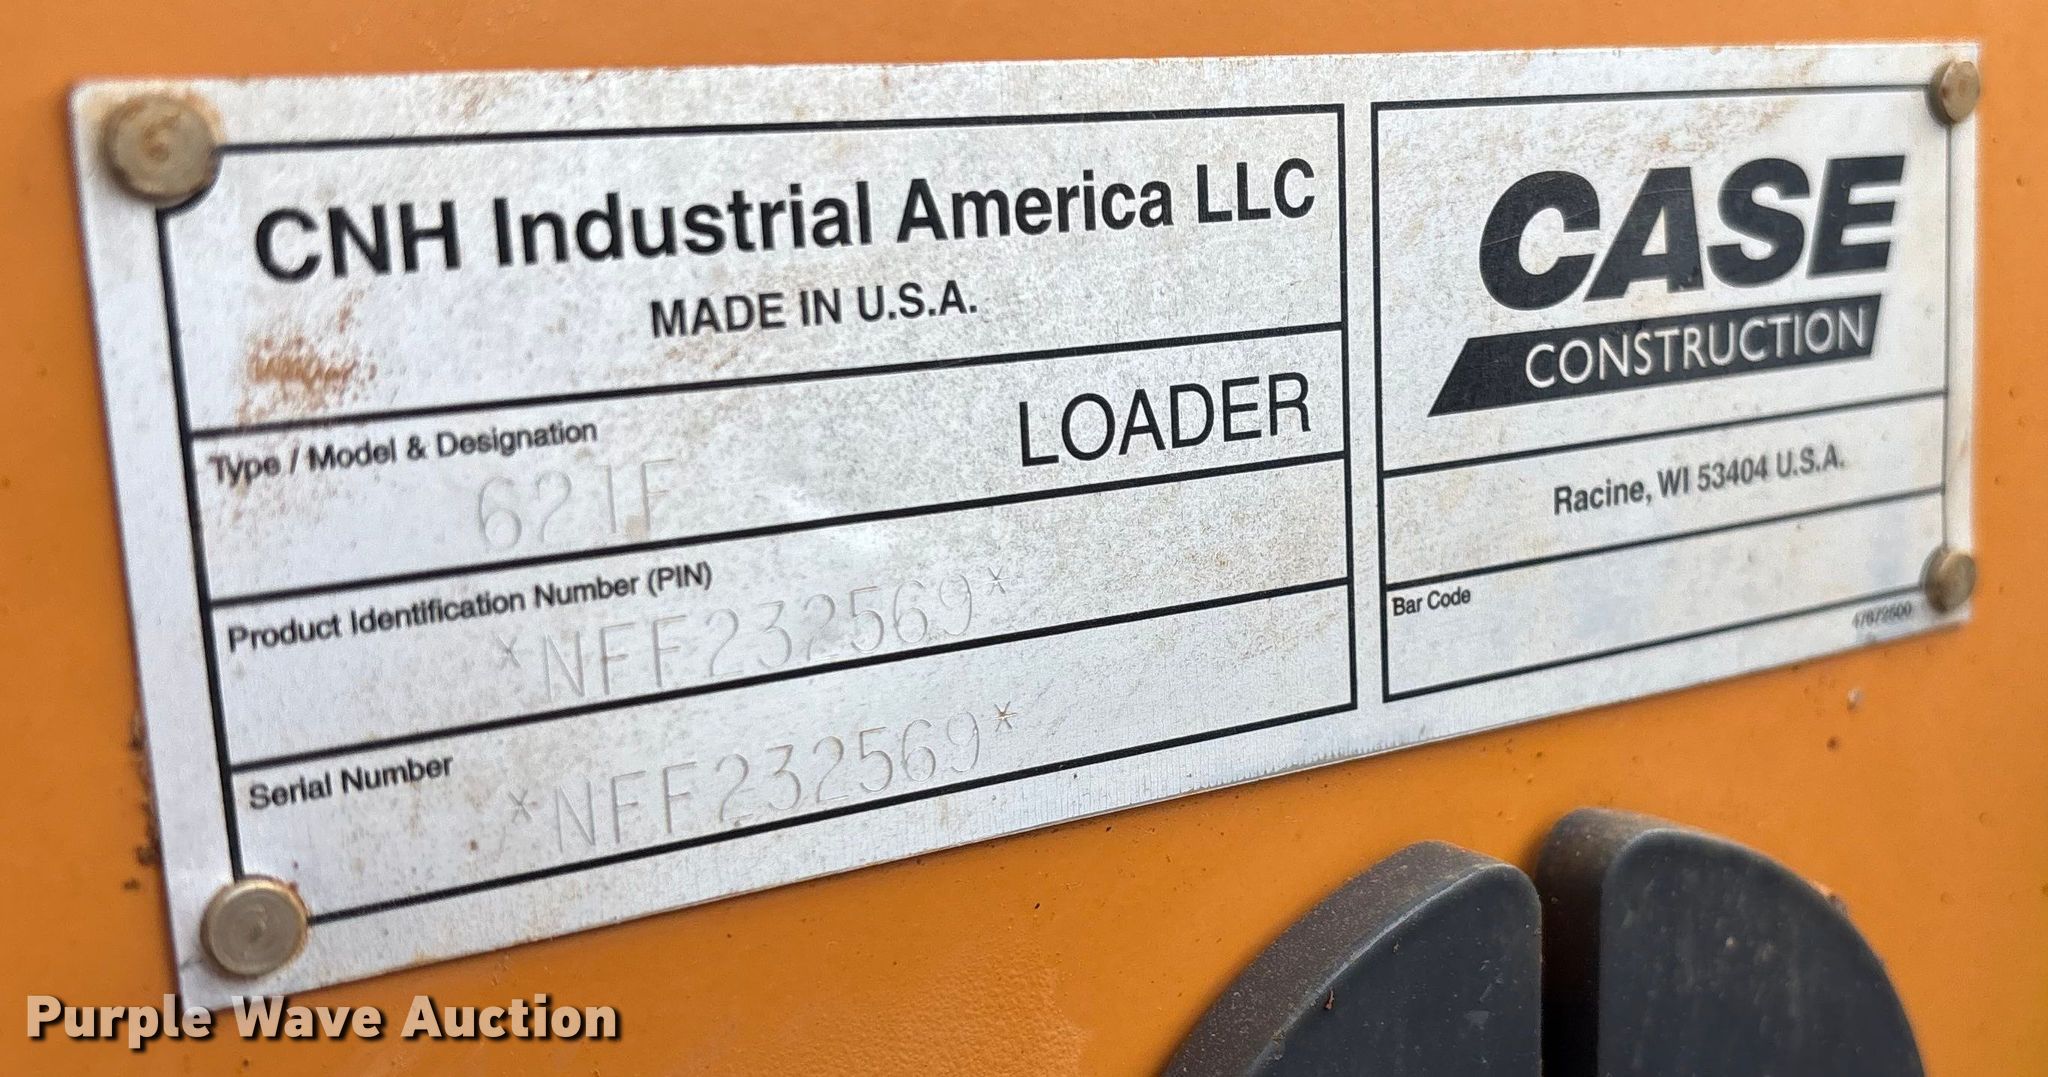 CNH Industrial America LLC
MADE IN U.S.A.
Type / Model & Designation
LOADER
621F
Product Identification Number (PIN)
*NFF232569*
Serial Number
*NFF232569*
CASE
CONSTRUCTION
Racine, WI 53404 U.S.A.
Bar Code
47672500
Purple Wave Auction